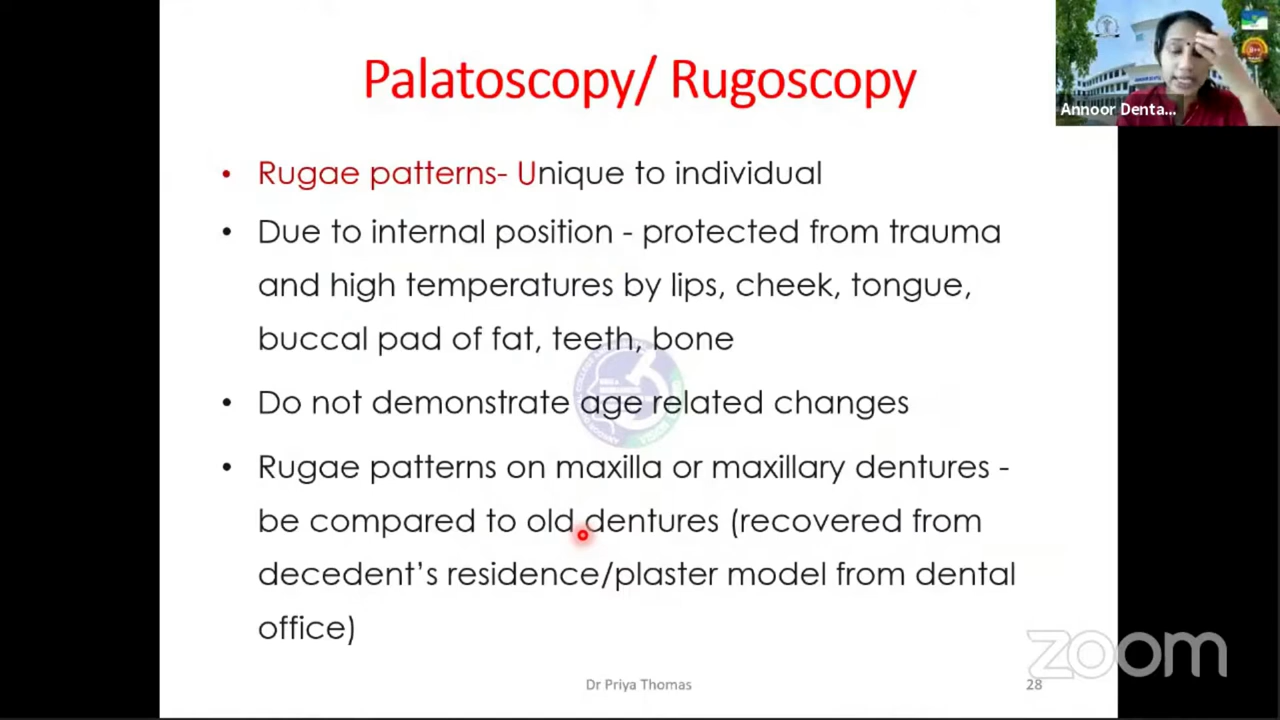 Palatoscopy/ Rugoscopy
Annoor Denta...
• Rugae patterns- Unique to individual
• Due to internal position - protected from trauma
and high temperatures by lips, cheek, tongue,
buccal pad of fat, teeth, bone
• Do not demonstrate age related changes
• Rugae patterns on maxilla or maxillary dentures -
be compared to old dentures (recovered from
decedent's residence/plaster model from dental
office)
zoom
Dr Priya Thomas
28